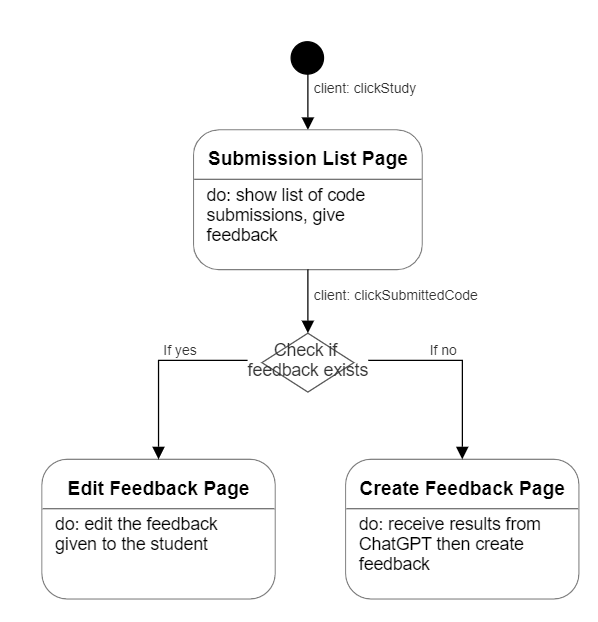 client: clickStudy
Submission List Page
do: show list of code
submissions, give
feedback
client: clickSubmittedCode
If yes
Check if
feedback exists
If no
Edit Feedback Page
do: edit the feedback
given to the student
Create Feedback Page
do: receive results from
ChatGPT then create
feedback